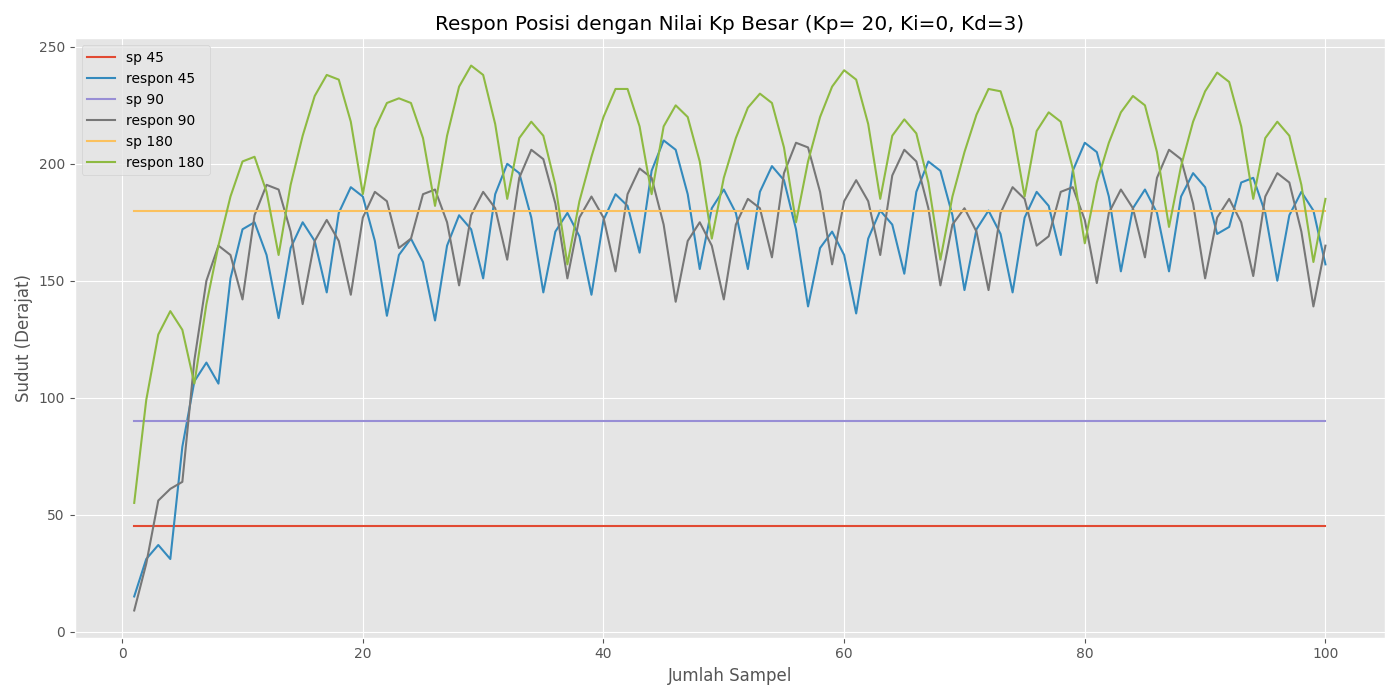 Respon Posisi dengan Nilai Kp Besar (Kp= 20, Ki=0, Kd=3)
250
200
150
100
50
0
sp 45
respon 45
sp 90
respon 90
sp 180
respon 180
Sudut (Derajat)
0
20
40
60
80
100
Jumlah Sampel